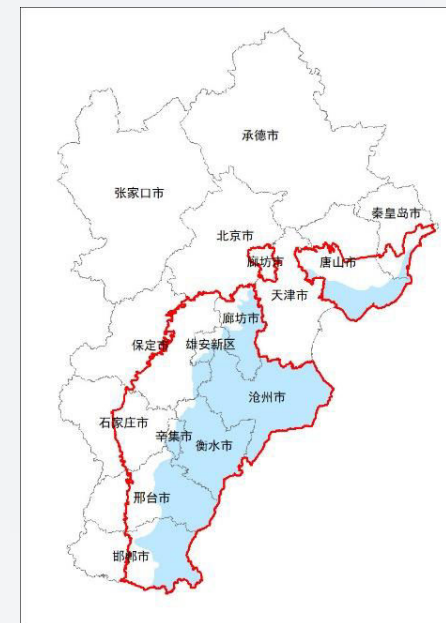 承德市
张家口市
秦皇岛市
北京市
廊坊市
唐山市
天津市
廊坊市
保定市
雄安新区
沧州市
石家庄市
辛集市
衡水市
邢台市
邯郸市